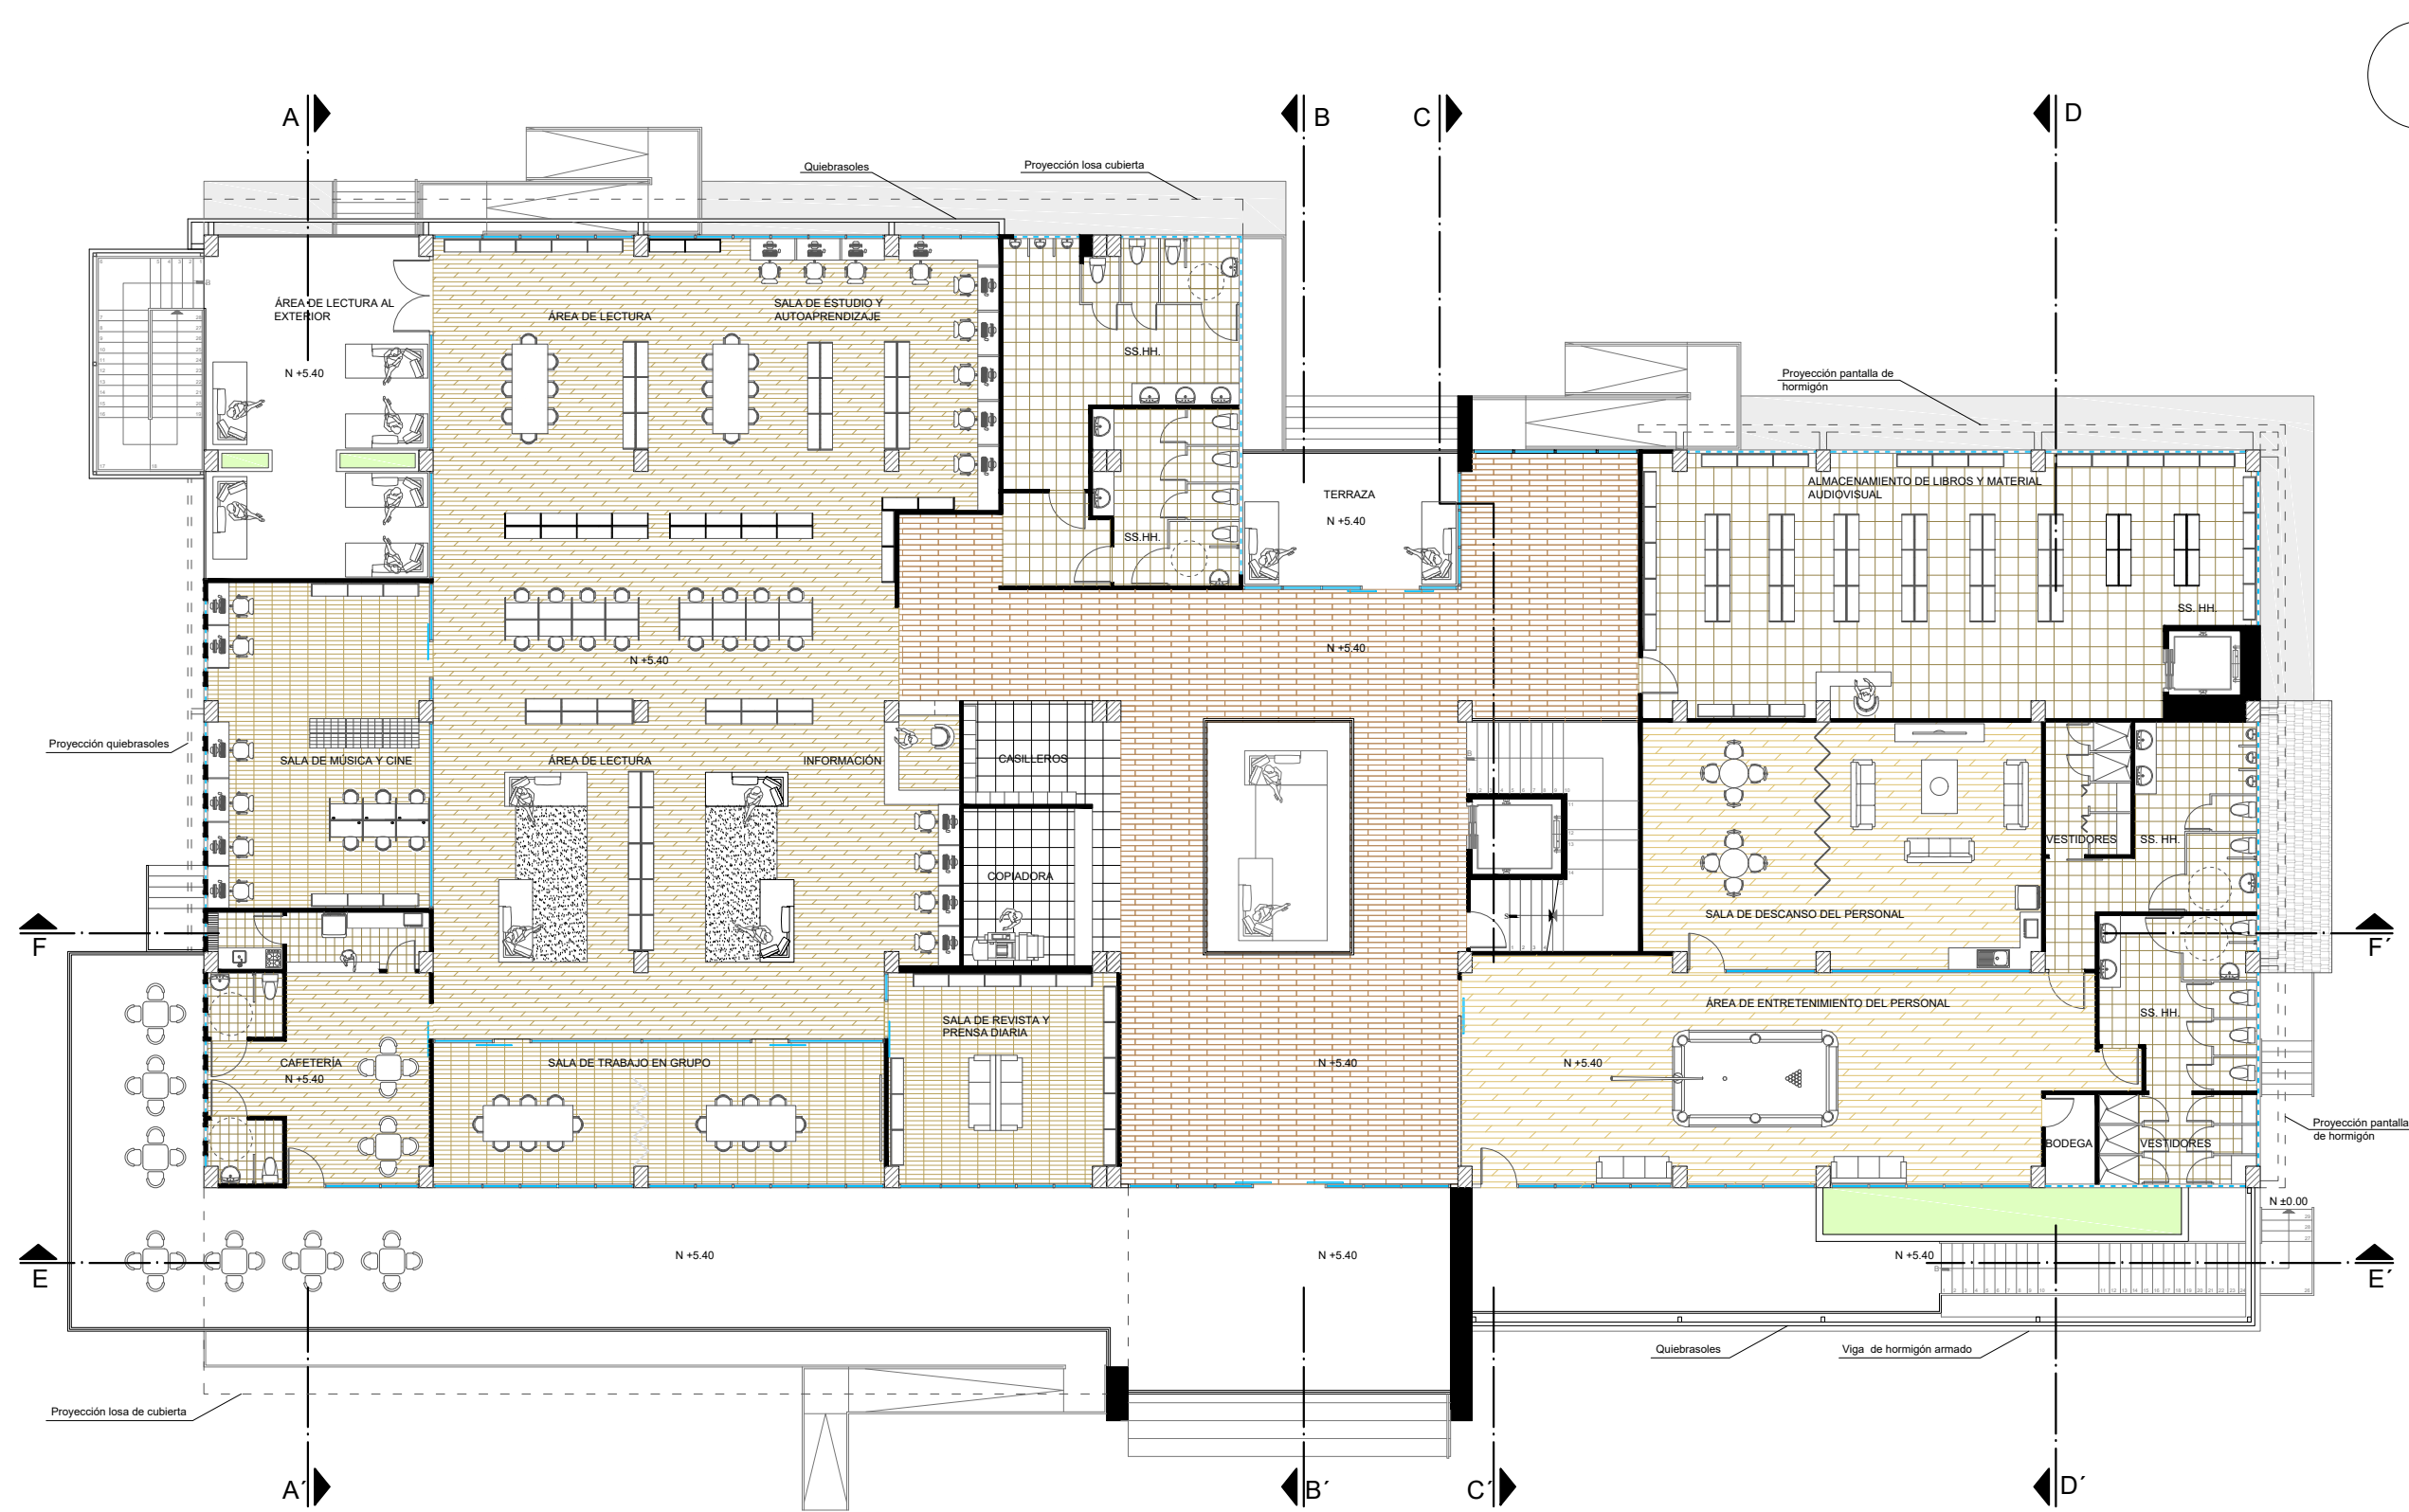 A
B
C
D
Quiebrasoles
Proyección losa cubierta
ÁREA DE LECTURA AL
EXTERIOR
N +5.40
ÁREA DE LECTURA
SALA DE ESTUDIO Y
AUTOAPRENDIZAJE
SS.HH.
Proyección pantalla de
hormigón
TERRAZA
N +5.40
ALMACENAMIENTO DE LIBROS Y MATERIAL
AUDIOVISUAL
SS.HH.
SS. HH.
N +5.40
N +5.40
Proyección quiebrasoles
SALA DE MÚSICA Y CINE
ÁREA DE LECTURA
INFORMACIÓN
CASILLEROS
VESTIDORES
SS. HH.
COPIADORA
SALA DE DESCANSO DEL PERSONAL
F
F´
ÁREA DE ENTRETENIMIENTO DEL PERSONAL
SS. HH.
SALA DE REVISTA Y
PRENSA DIARIA
CAFETERÍA
N +5.40
SALA DE TRABAJO EN GRUPO
N +5.40
N +5.40
Proyección pantalla
de hormigón
BODEGA
VESTIDORES
N ±0.00
N +5.40
N +5.40
N +5.40
E
E´
Quiebrasoles
Viga de hormigón armado
Proyección losa de cubierta
A´
B´
C´
D´